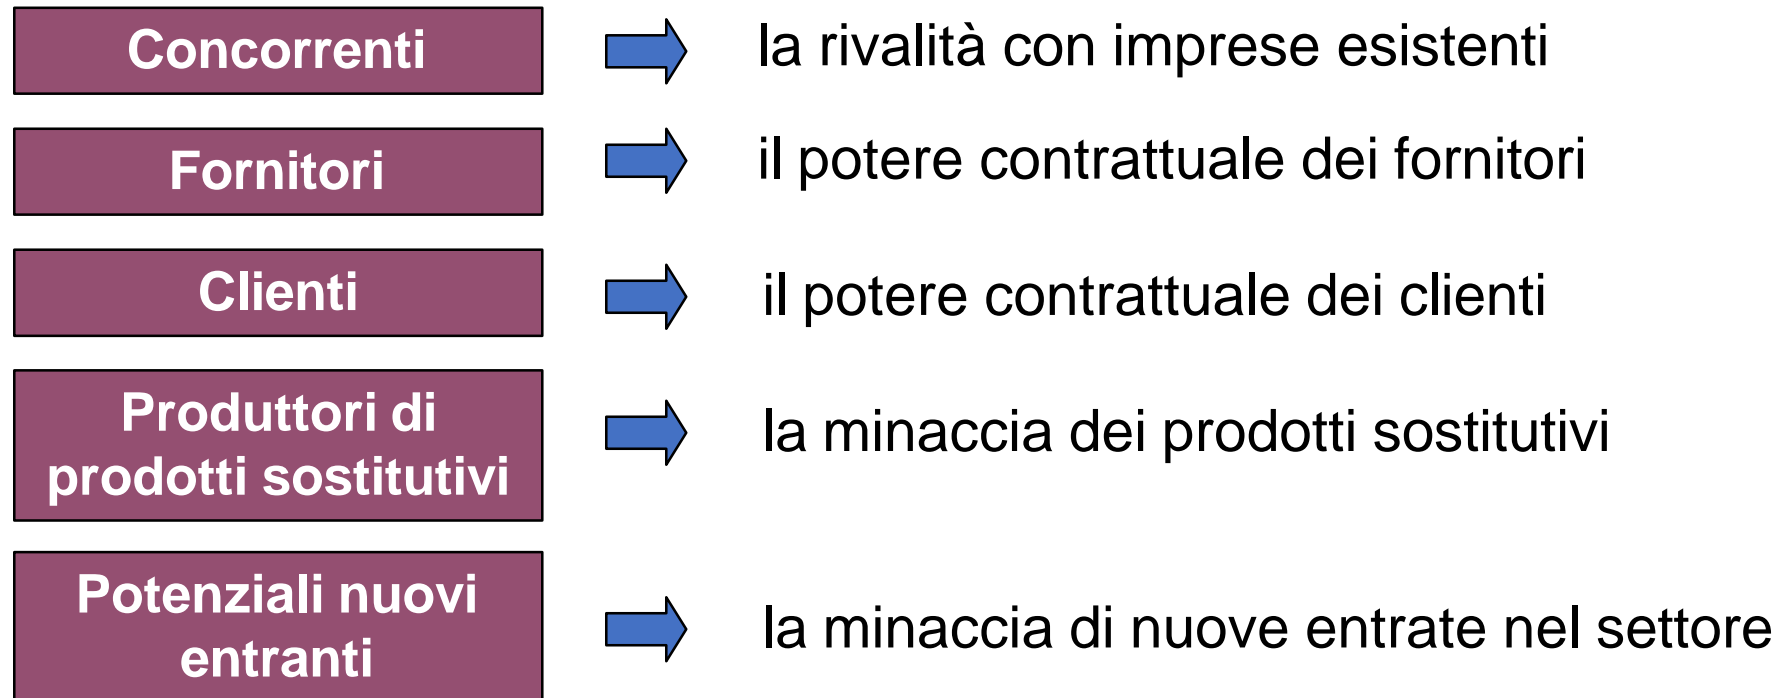 Concorrenti
la rivalità con imprese esistenti
Fornitori
il potere contrattuale dei fornitori
Clienti
il potere contrattuale dei clienti
Produttori di
prodotti sostitutivi
la minaccia dei prodotti sostitutivi
Potenziali nuovi
entranti
la minaccia di nuove entrate nel settore